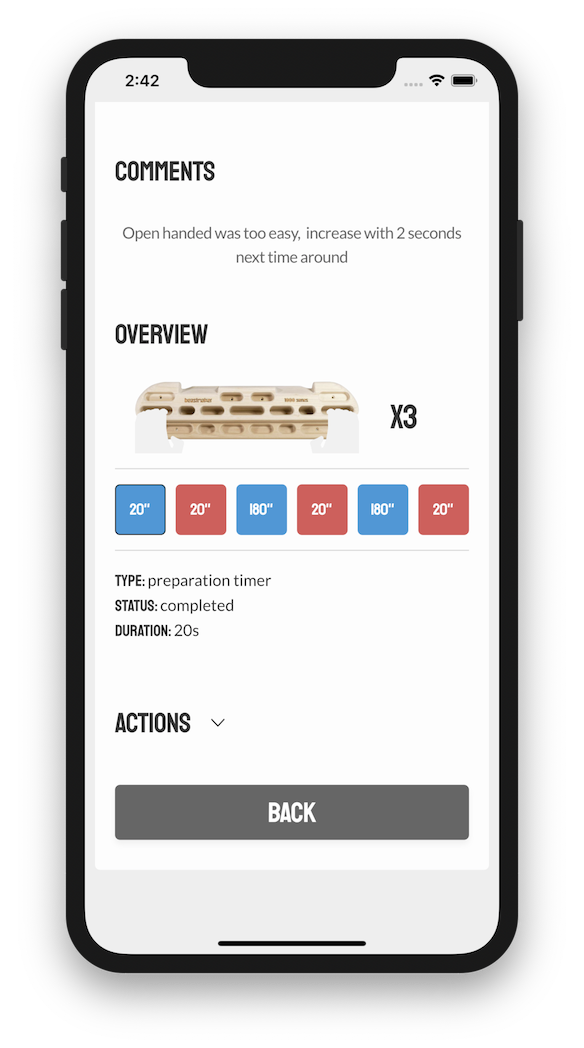 2:42
COMMENTS
Open handed was too easy, increase with 2 seconds
next time around
OVERVIEW
X3
20" 20" 180" 20" 180" 20"
TYPE: preparation timer
STATUS: completed
DURATION: 20s
ACTIONS
BACK